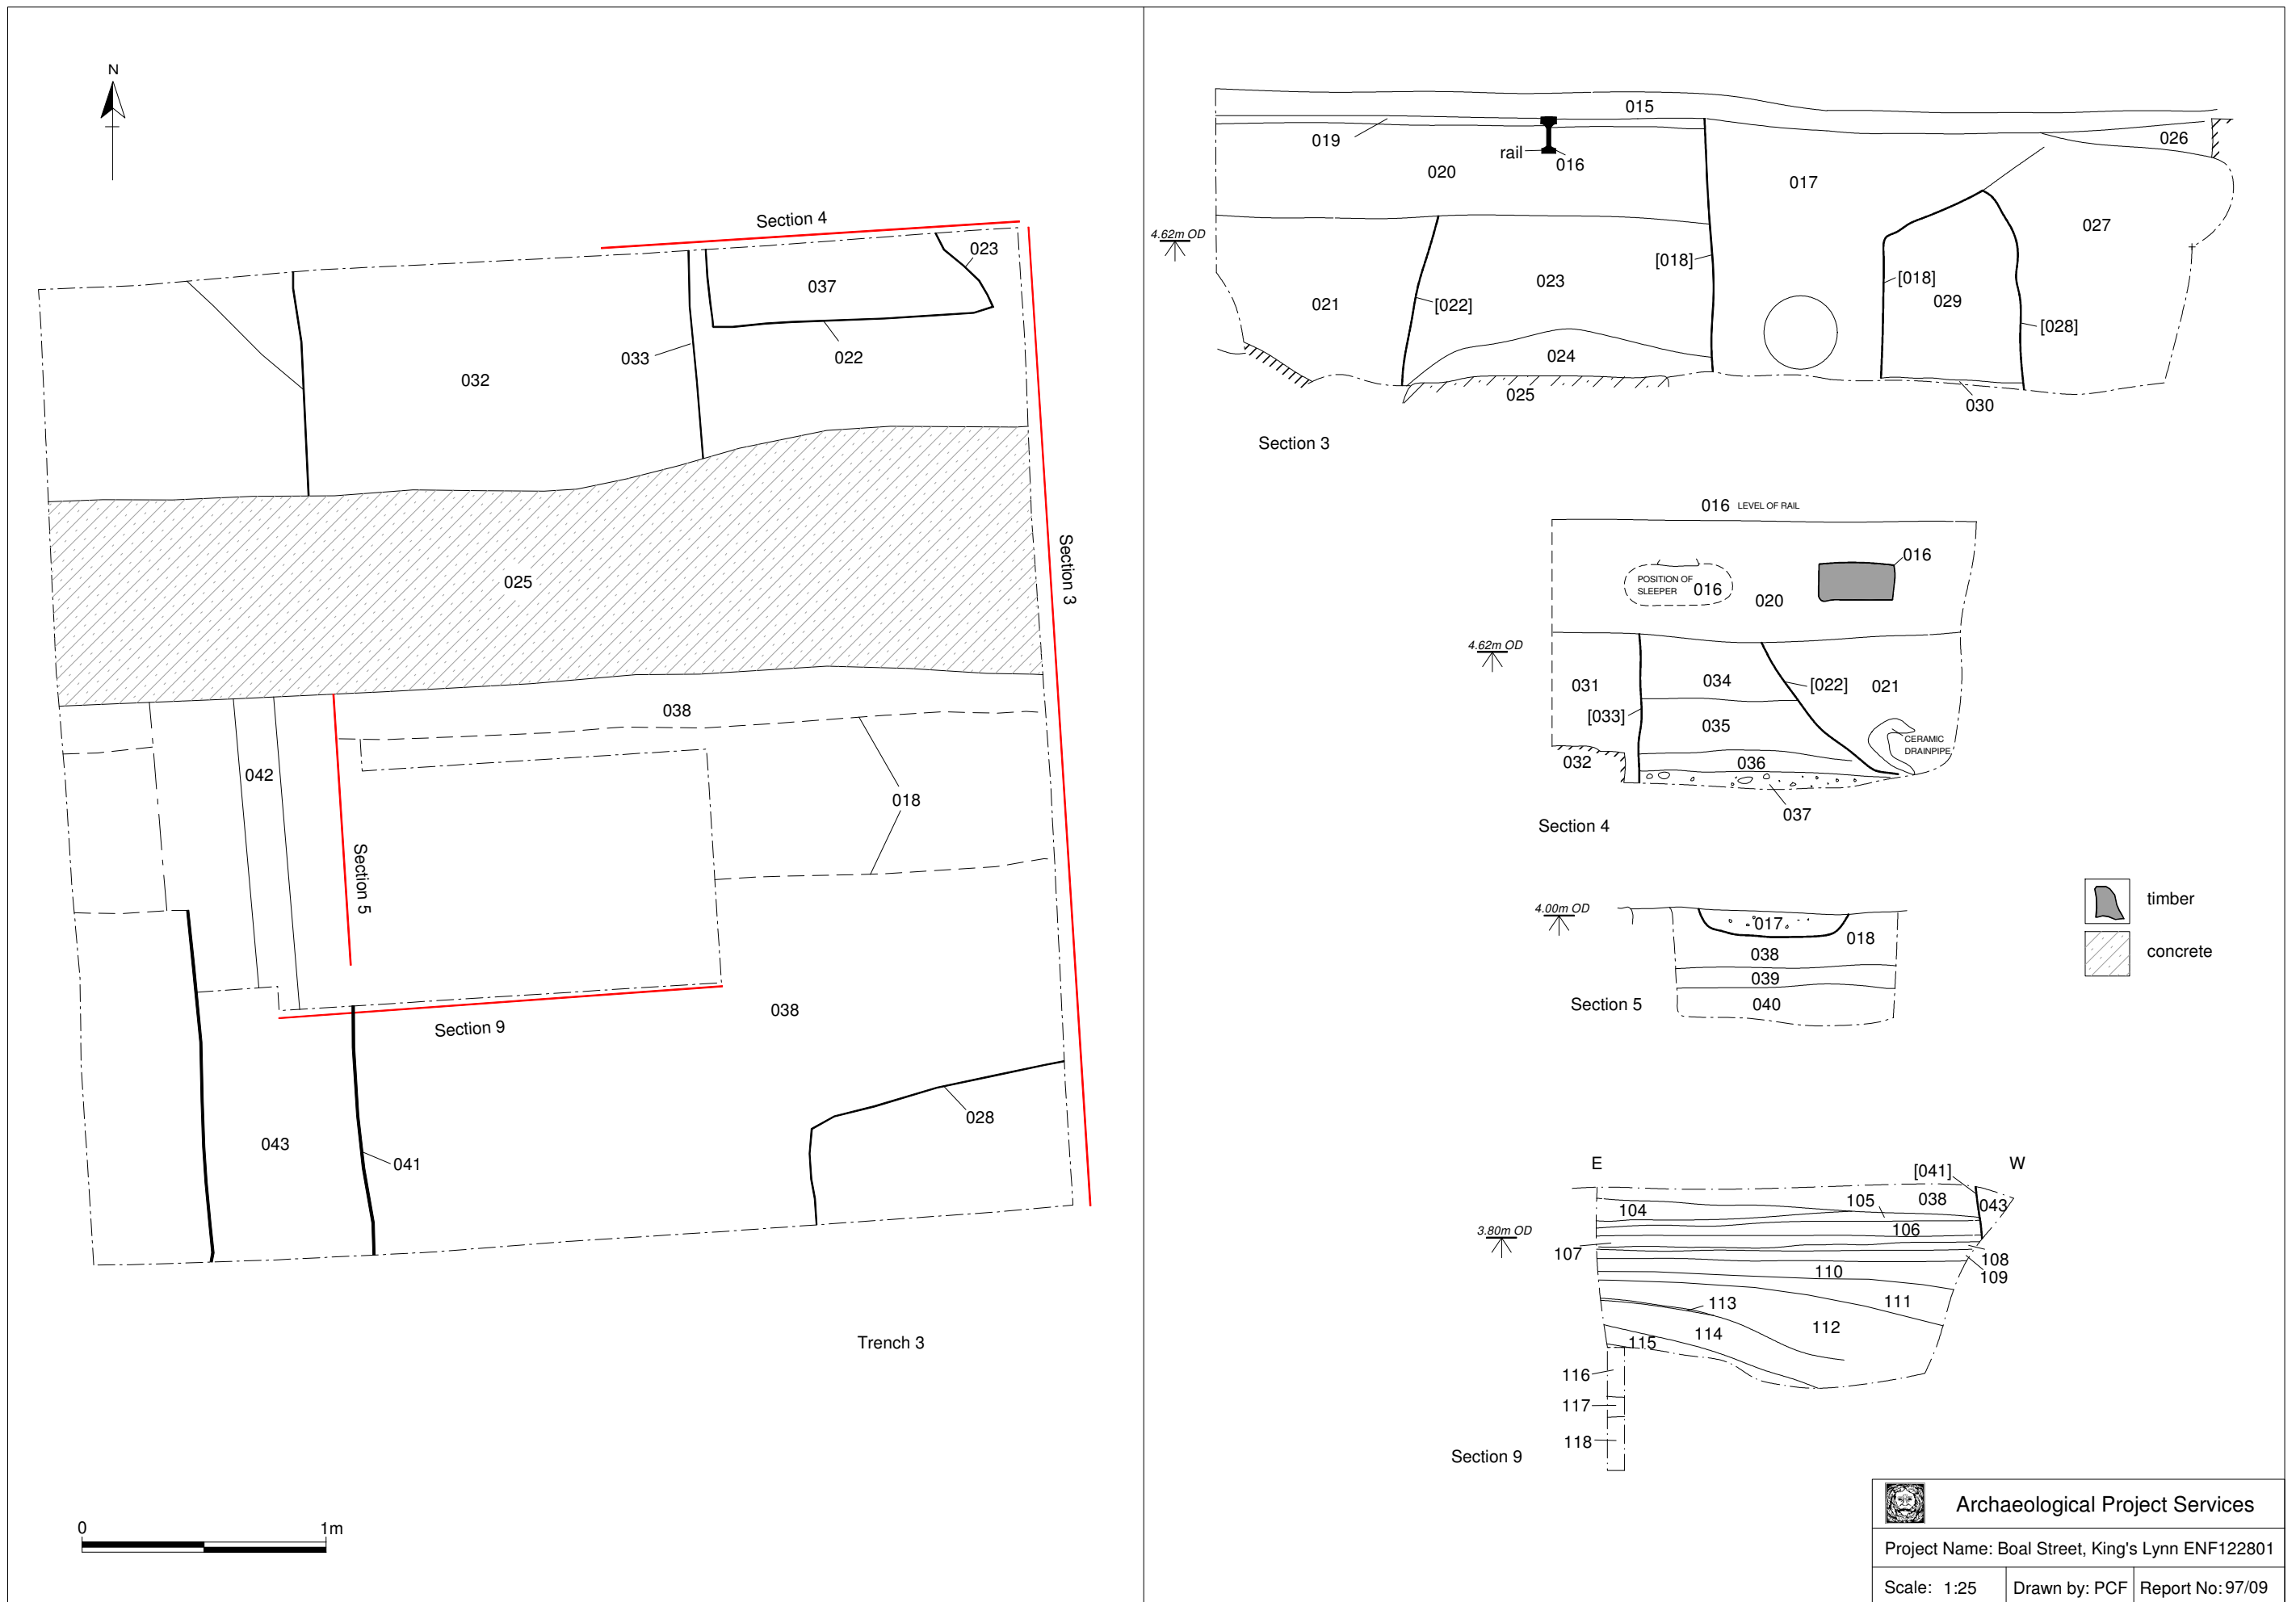 N
Section 4
023
037
033
022
032
025
Section 3
038
042
018
Section 5
Section 9
038
028
043
041
Trench 3
0 1m
015
019
rail 016
026
020
017
027
4.62m OD
[018]
023
[018]
021
[022]
029
[028]
024
025
030
Section 3
016 LEVEL OF RAIL
016
POSITION OF
SLEEPER 016
020
4.62m OD
031
034
[022]
021
[033]
035
CERAMIC
DRAINPIPE
032
036
037
Section 4
4.00m OD
017
018
038
039
040
Section 5
timber
concrete
E
W
[041]
104
105
038
043
3.80m OD
106
107
108
109
110
111
113
112
114
115
116
117
118
Section 9
Archaeological Project Services
Project Name: Boal Street, King's Lynn ENF122801
Scale: 1:25 Drawn by: PCF Report No: 97/09